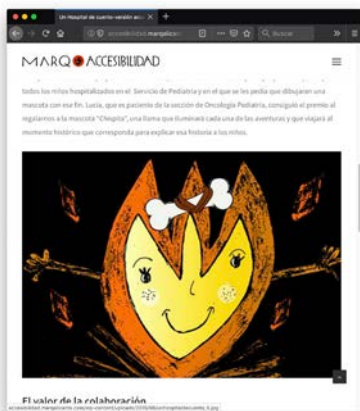 Un Hospital de cuento-versión ac
Buscar
MARQ ACCESIBILIDAD
todos los niños hospitalizados en el Servicio de Pediatría y en el que se les pedía que dibujaran una
mascota con ese fin. Lucía, que es paciente de la sección de Oncología Pediatría, consiguió el premio al
regalarnos a la mascota "Chispita", una llama que iluminará cada una de las aventuras y que viajará al
momento histórico que corresponda para explicar esa historia a los niños.
El valor de la colaboración